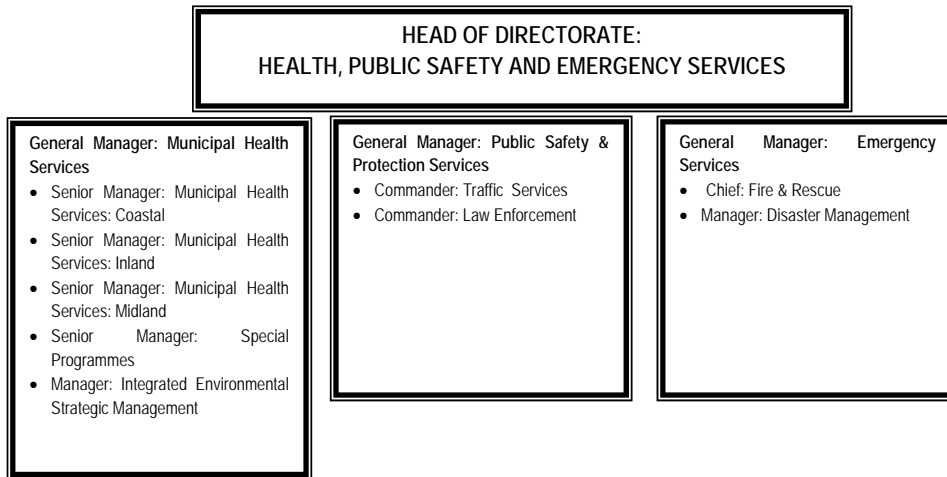 HEAD OF DIRECTORATE:
HEALTH, PUBLIC SAFETY AND EMERGENCY SERVICES
General Manager: Municipal Health
Services
• Senior Manager: Municipal Health
Services: Coastal
• Senior Manager: Municipal Health
Services: Inland
• Senior Manager: Municipal Health
Services: Midland
• Senior Manager: Special
Programmes
• Manager: Integrated Environmental
Strategic Management
General Manager: Public Safety &
Protection Services
• Commander: Traffic Services
• Commander: Law Enforcement
General Manager: Emergency
Services
• Chief: Fire & Rescue
• Manager: Disaster Management